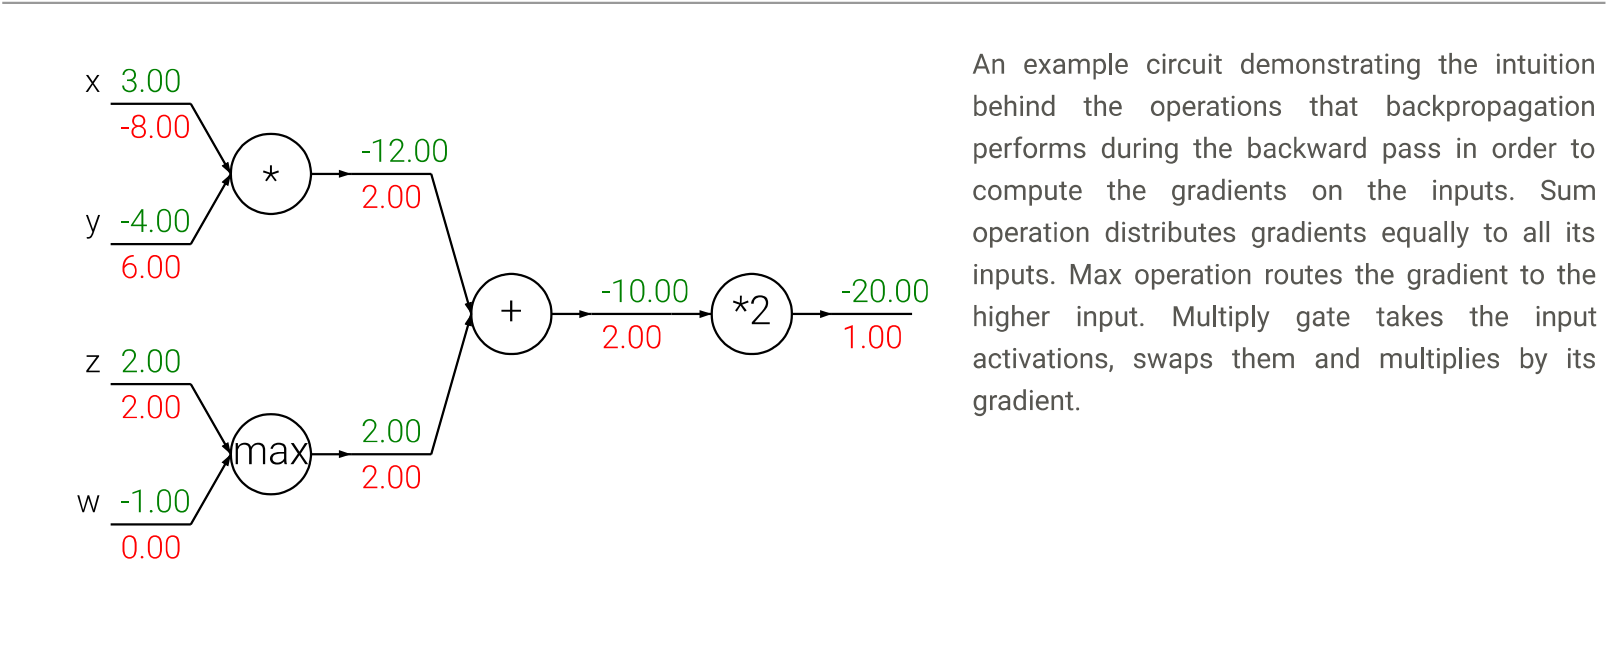 x 3.00
-8.00
*
-12.00
2.00
y -4.00
6.00
+
-10.00
2.00
*2
-20.00
1.00
z 2.00
2.00
max
2.00
2.00
w -1.00
0.00
An example circuit demonstrating the intuition
behind the operations that backpropagation
performs during the backward pass in order to
compute the gradients on the inputs. Sum
operation distributes gradients equally to all its
inputs. Max operation routes the gradient to the
higher input. Multiply gate takes the input
activations, swaps them and multiplies by its
gradient.